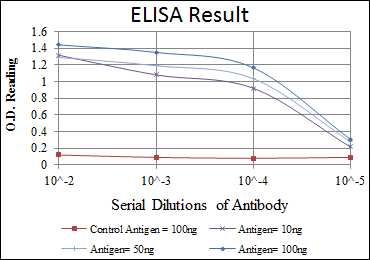 ELISA Result
O.D. Reading
1.6
1.4
1.2
1
0.8
0.6
0.4
0.2
0
10^-2 10^-3 10^-4 10^-5
Serial Dilutions of Antibody
Control Antigen = 100ng Antigen= 10ng
Antigen= 50ng Antigen= 100ng